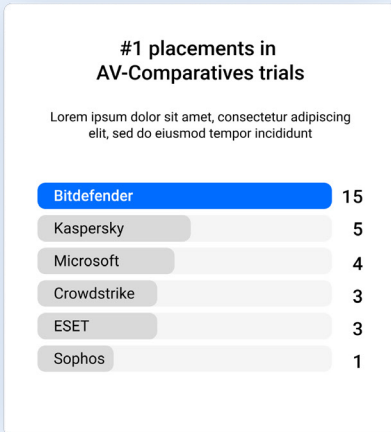 #1 placements in
AV-Comparatives trials
Lorem ipsum dolor sit amet, consectetur adipiscing
elit, sed do eiusmod tempor incididunt
Bitdefender 15
Kaspersky 5
Microsoft 4
Crowdstrike 3
ESET 3
Sophos 1